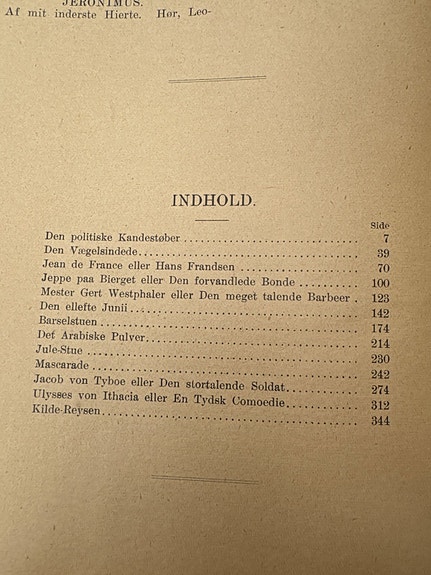 JERONIMUS.
Af mit inderste Hierte. Hør, Leo-
INDHOLD.
Side
Den politiske Kandestøber 7
Den Vægelsindede 39
Jean de France eller Hans Frandsen 70
Jeppe paa Bierget eller Den forvandlede Bonde 100
Mester Gert Westphaler eller Den meget talende Barbeer 123
Den ellefte Junii 142
Barselstuen 174
Det Arabiske Pulver 214
Jule-Stue 230
Mascarade 242
Jacob von Tyboe eller Den stortalende Soldat 274
Ulysses von Ithacia eller En Tydsk Comoedie 312
Kilde-Reysen 344